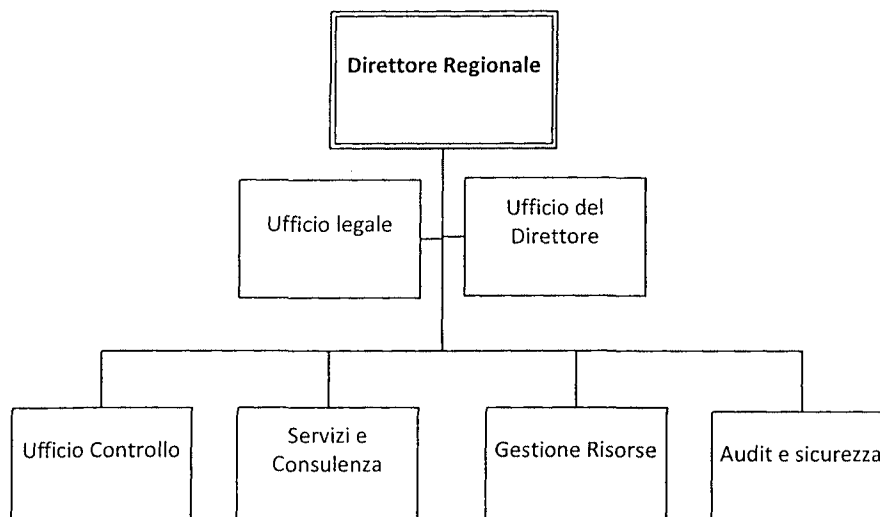 Direttore Regionale
Ufficio legale
Ufficio del
Direttore
Ufficio Controllo
Servizi e
Consulenza
Gestione Risorse
Audit e sicurezza